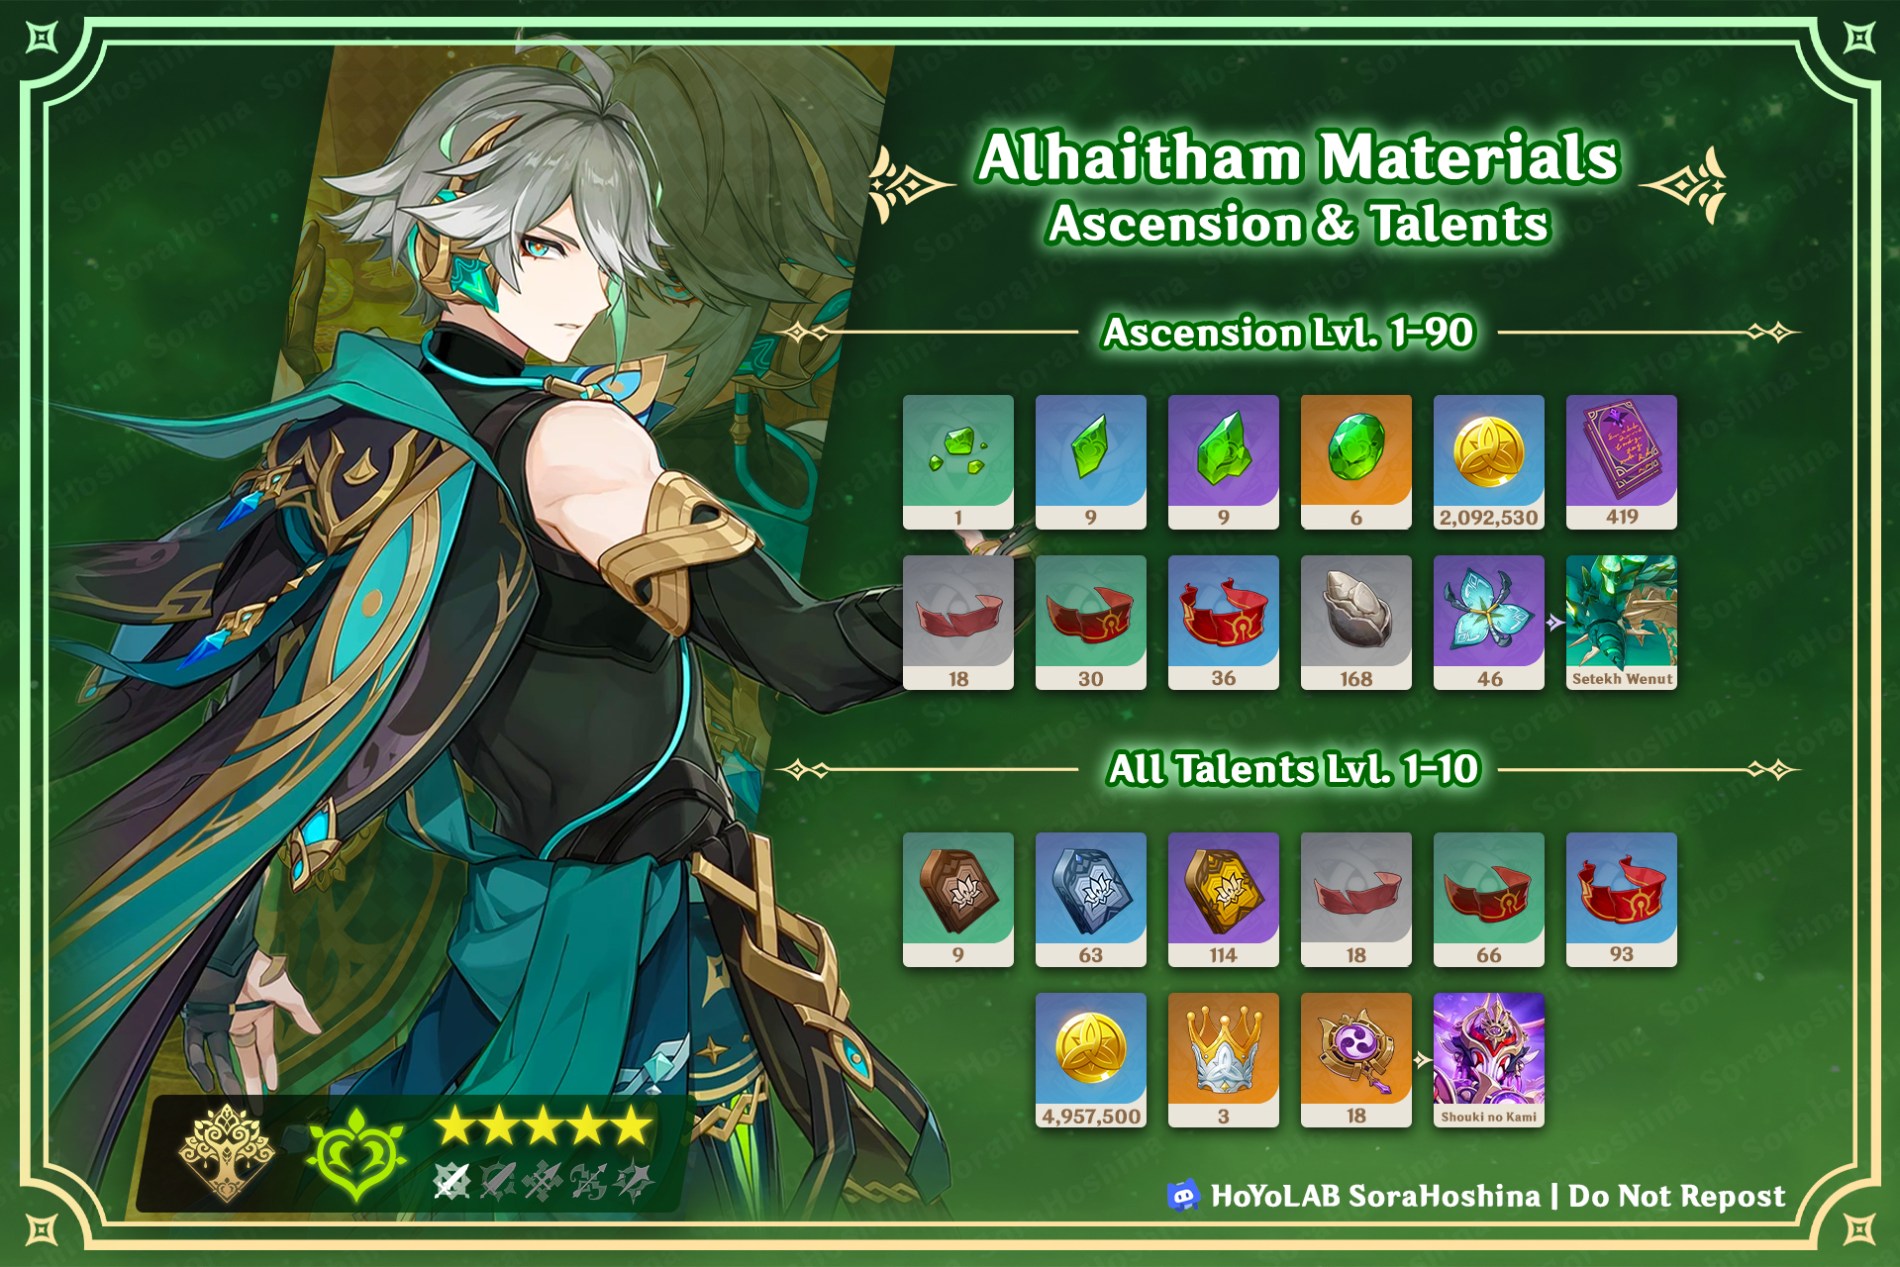 Alhaitham Materials
Ascension & Talents
Ascension Lvl. 1-90
1 9 9 6 2,092,530 419
18 30 36 168 46 Setekh Wenut
All Talents Lvl. 1-10
9 63 114 18 66 93
4,957,500 3 18 Shouki no Kami
HoYoLAB SoraHoshina | Do Not Repost
SoraHoshina